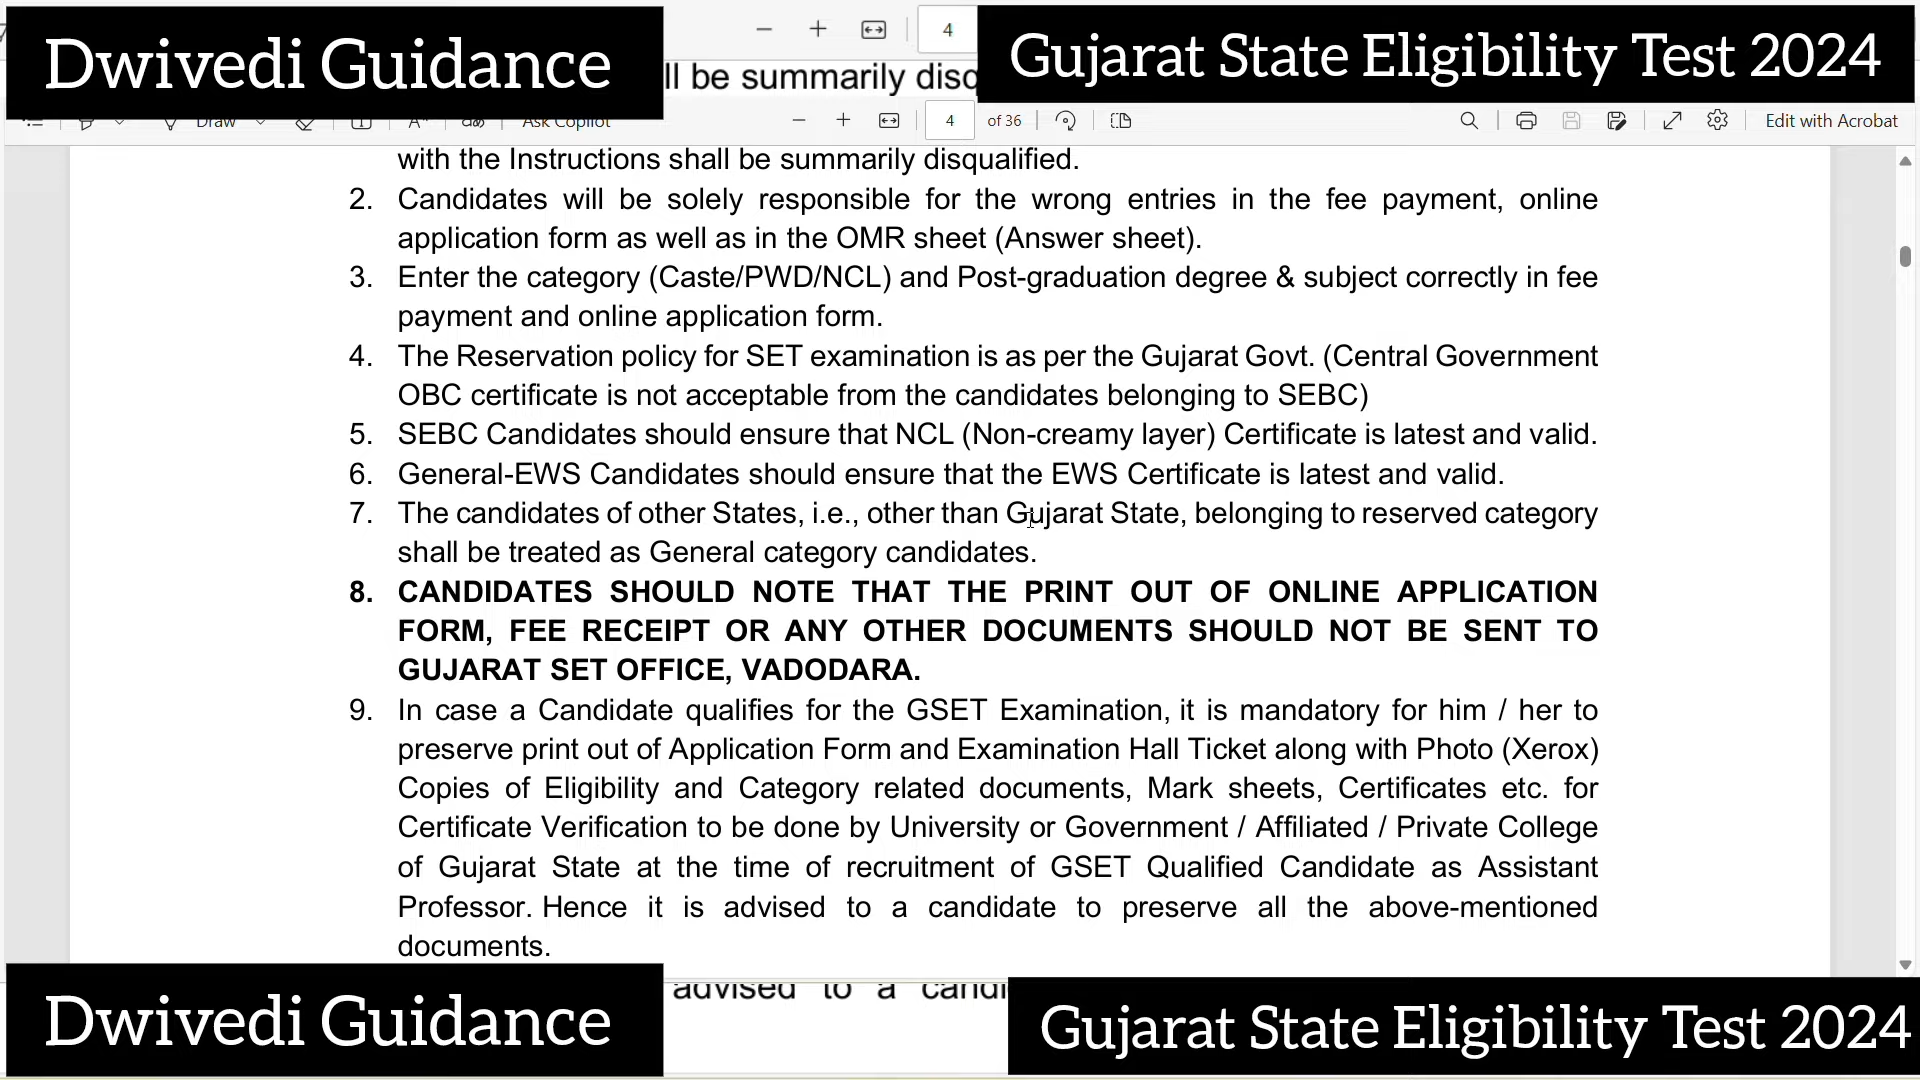 Dwivedi Guidance
4
Gujarat State Eligibility Test 2024
ll be summarily disq
Draw
Ask Copilot
4 of 36
Edit with Acrobat
with the Instructions shall be summarily disqualified.
2. Candidates will be solely responsible for the wrong entries in the fee payment, online
application form as well as in the OMR sheet (Answer sheet).
3. Enter the category (Caste/PWD/NCL) and Post-graduation degree & subject correctly in fee
payment and online application form.
4. The Reservation policy for SET examination is as per the Gujarat Govt. (Central Government
OBC certificate is not acceptable from the candidates belonging to SEBC)
5. SEBC Candidates should ensure that NCL (Non-creamy layer) Certificate is latest and valid.
6. General-EWS Candidates should ensure that the EWS Certificate is latest and valid.
7. The candidates of other States, i.e., other than Gujarat State, belonging to reserved category
shall be treated as General category candidates.
8. CANDIDATES SHOULD NOTE THAT THE PRINT OUT OF ONLINE APPLICATION
FORM, FEE RECEIPT OR ANY OTHER DOCUMENTS SHOULD NOT BE SENT TO
GUJARAT SET OFFICE, VADODARA.
9. In case a Candidate qualifies for the GSET Examination, it is mandatory for him / her to
preserve print out of Application Form and Examination Hall Ticket along with Photo (Xerox)
Copies of Eligibility and Category related documents, Mark sheets, Certificates etc. for
Certificate Verification to be done by University or Government / Affiliated / Private College
of Gujarat State at the time of recruitment of GSET Qualified Candidate as Assistant
Professor. Hence it is advised to a candidate to preserve all the above-mentioned
documents.
advised to a candi
Dwivedi Guidance
Gujarat State Eligibility Test 2024